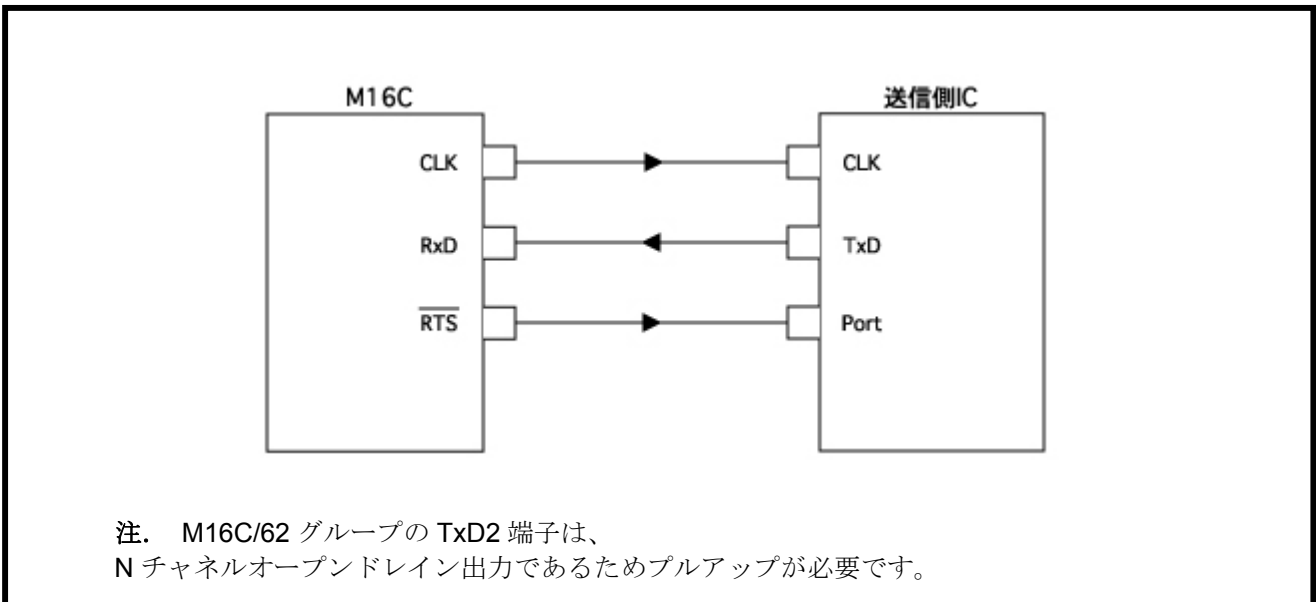 M16C 送信側IC
CLK CLK
RxD TxD
RTS Port
注. M16C/62 グループの TxD2 端子は、
N チャネルオープンドレイン出力であるためプルアップが必要です。